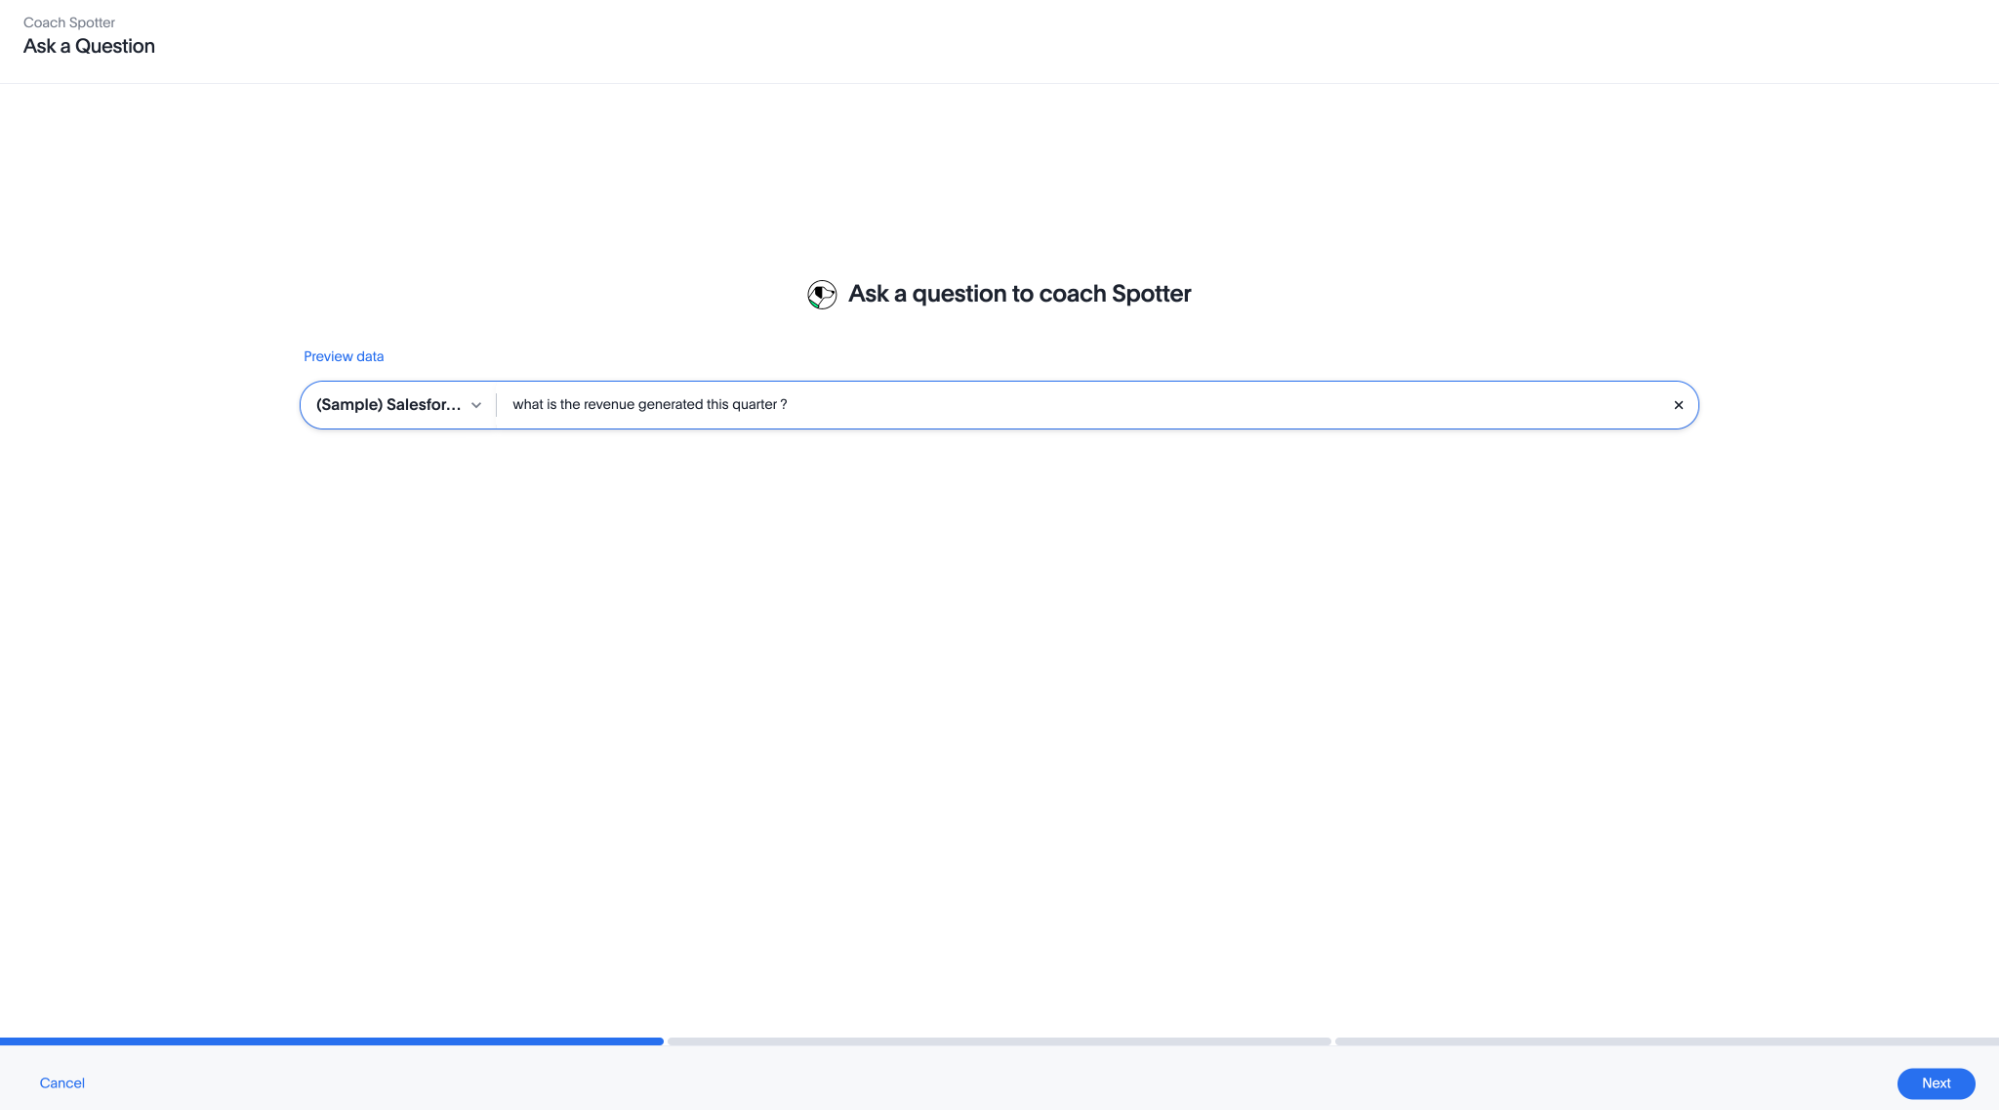 Coach Spotter
Ask a Question
Ask a question to coach Spotter
Preview data
(Sample) Salesfor... what is the revenue generated this quarter ?
Cancel
Next